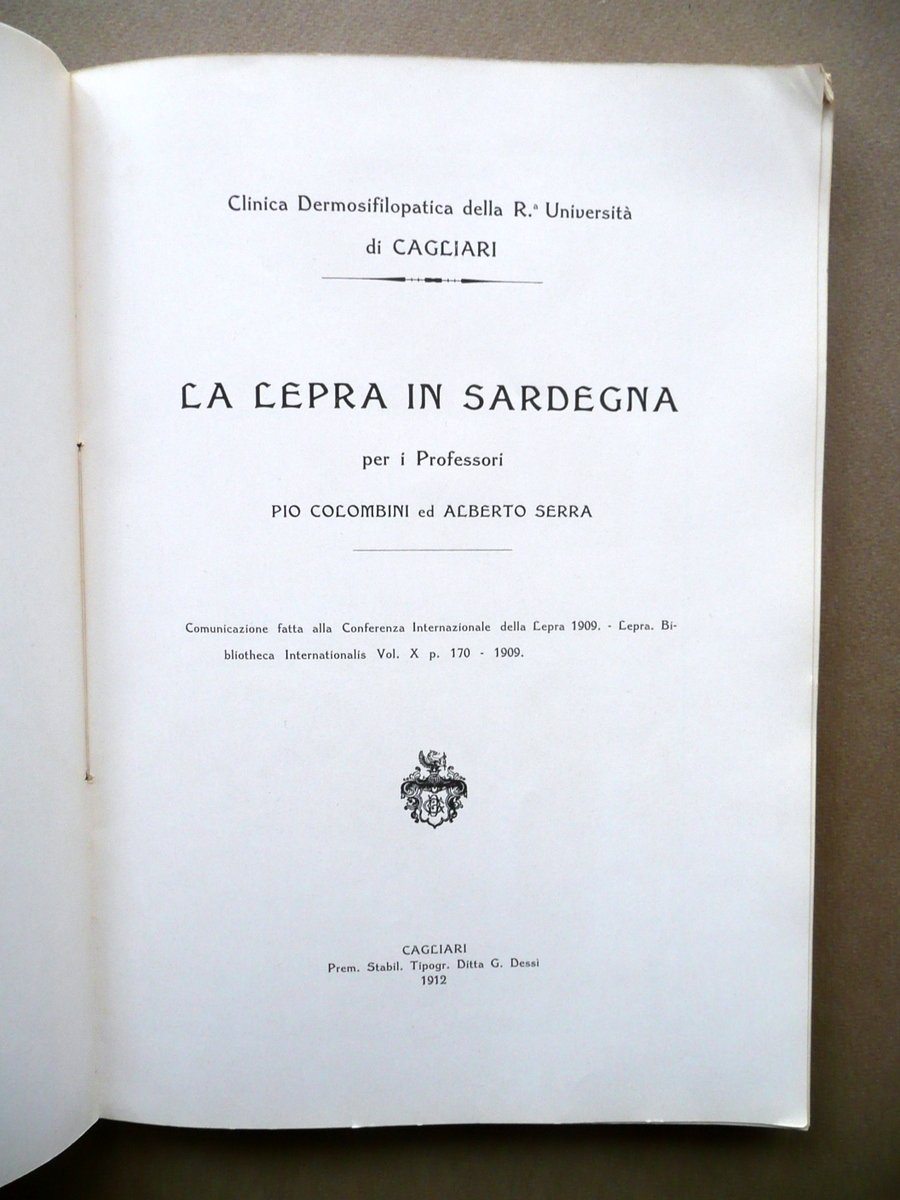 Clinica Dermosifilopatica della R.ª Università
di CAGLIARI
LA LEPRA IN SARDEGNA
per i Professori
PIO COLOMBINI ed ALBERTO SERRA
Comunicazione fatta alla Conferenza Internazionale della Lepra 1909. - Lepra. Bi-
bliotheca Internationalis Vol. X p. 170 - 1909.
CAGLIARI
Prem. Stabil. Tipogr. Ditta G. Dessì
1912